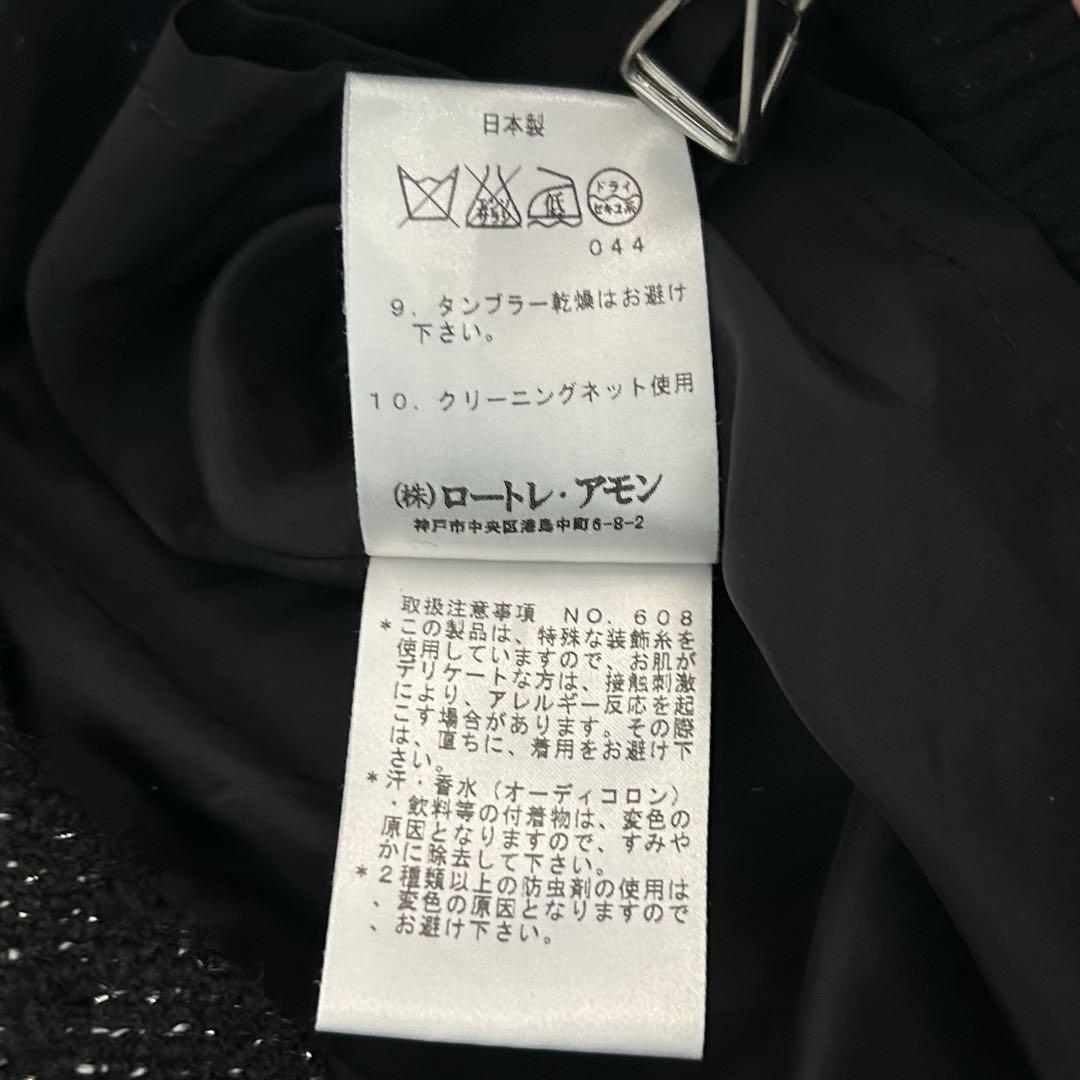 日本製
エンソサラシ
低
ドライ
セキユ系
044
9. タンブラー乾燥はお避け
下さい。
10. クリーニングネット使用
(株)ロートレ・アモン
神戸市中央区港島中町6-8-2
取扱注意事項 NO. 608
*この製品は、特殊な装飾糸を
使用していますので、お肌が
デリケートな方は、接触刺激
により、アレルギー反応を起
こす場合があります。その際
は、直ちに、着用をお避け下
さい。
*汗・香水(オーディコロン)
・飲料等の付着物は、変色の
原因となりますので、すみや
かに除去して下さい。
*2種類以上の防虫剤の使用は
、変色の原因となりますので
、お避け下さい。